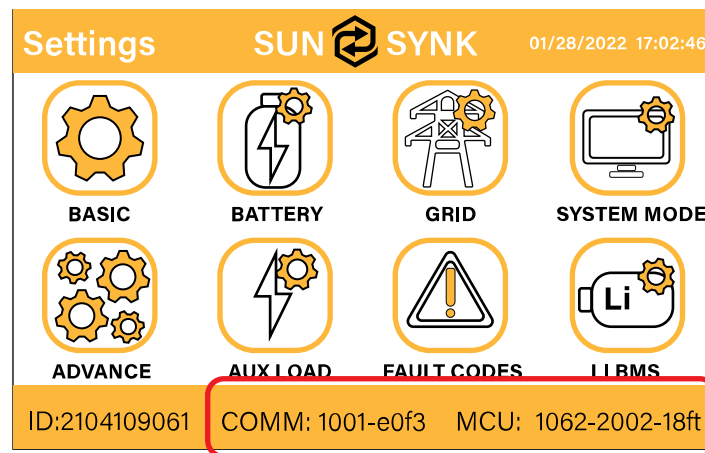 Settings SUN SYNK 01/28/2022 17:02:46
BASIC BATTERY GRID SYSTEM MODE
Li
ADVANCE AUX LOAD FAULT CODES LI BMS
ID:2104109061 COMM: 1001-e0f3 MCU: 1062-2002-18ft